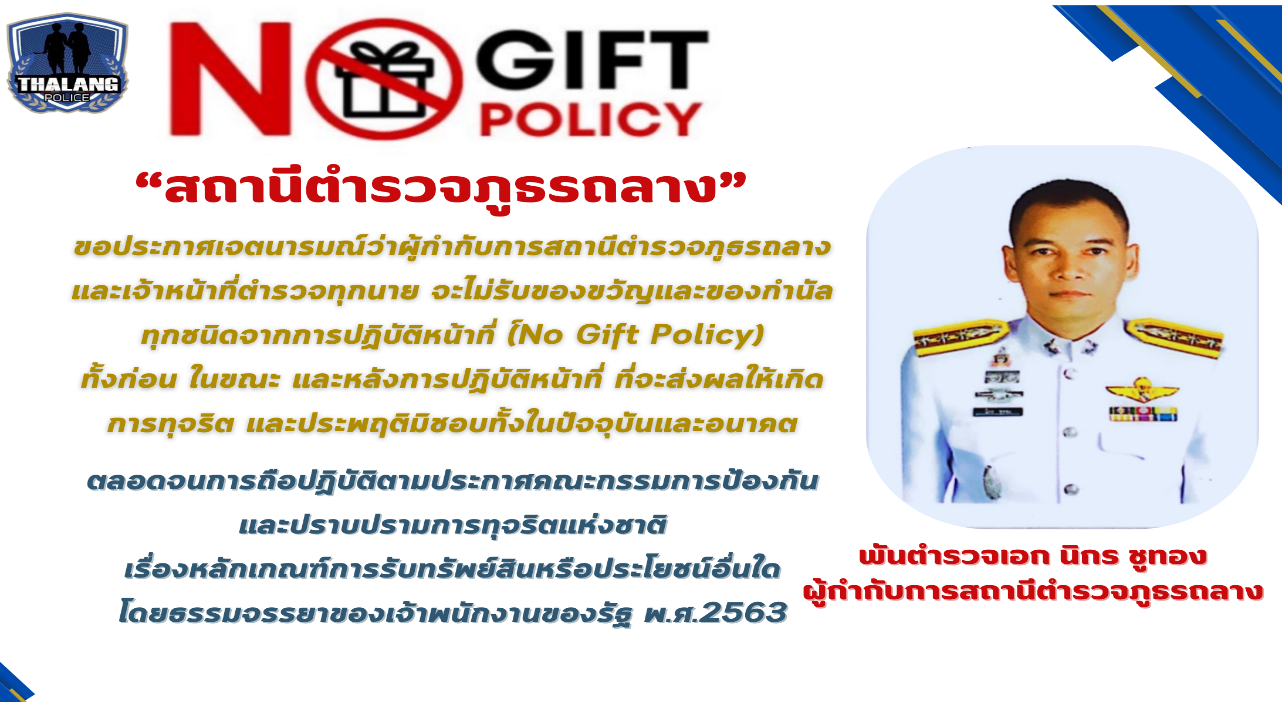 THALANG
POLICE
NO GIFT
POLICY
“สถานีตำรวจภูธรถลาง”
ขอประกาศเจตนารมณ์ว่าผู้กำกับการสถานีตำรวจภูธรถลาง
และเจ้าหน้าที่ตำรวจทุกนาย จะไม่รับของขวัญและของกำนัล
ทุกชนิดจากการปฏิบัติหน้าที่ (No Gift Policy)
ทั้งก่อน ในขณะ และหลังการปฏิบัติหน้าที่ ที่จะส่งผลให้เกิด
การทุจริต และประพฤติมิชอบทั้งในปัจจุบันและอนาคต
ตลอดจนการถือปฏิบัติตามประกาศคณะกรรมการป้องกัน
และปราบปรามการทุจริตแห่งชาติ
เรื่องหลักเกณฑ์การรับทรัพย์สินหรือประโยชน์อื่นใด
โดยธรรมจรรยาของเจ้าพนักงานของรัฐ พ.ศ.2563
พันตำรวจเอก นิกร ชูทอง
ผู้กำกับการสถานีตำรวจภูธรถลาง